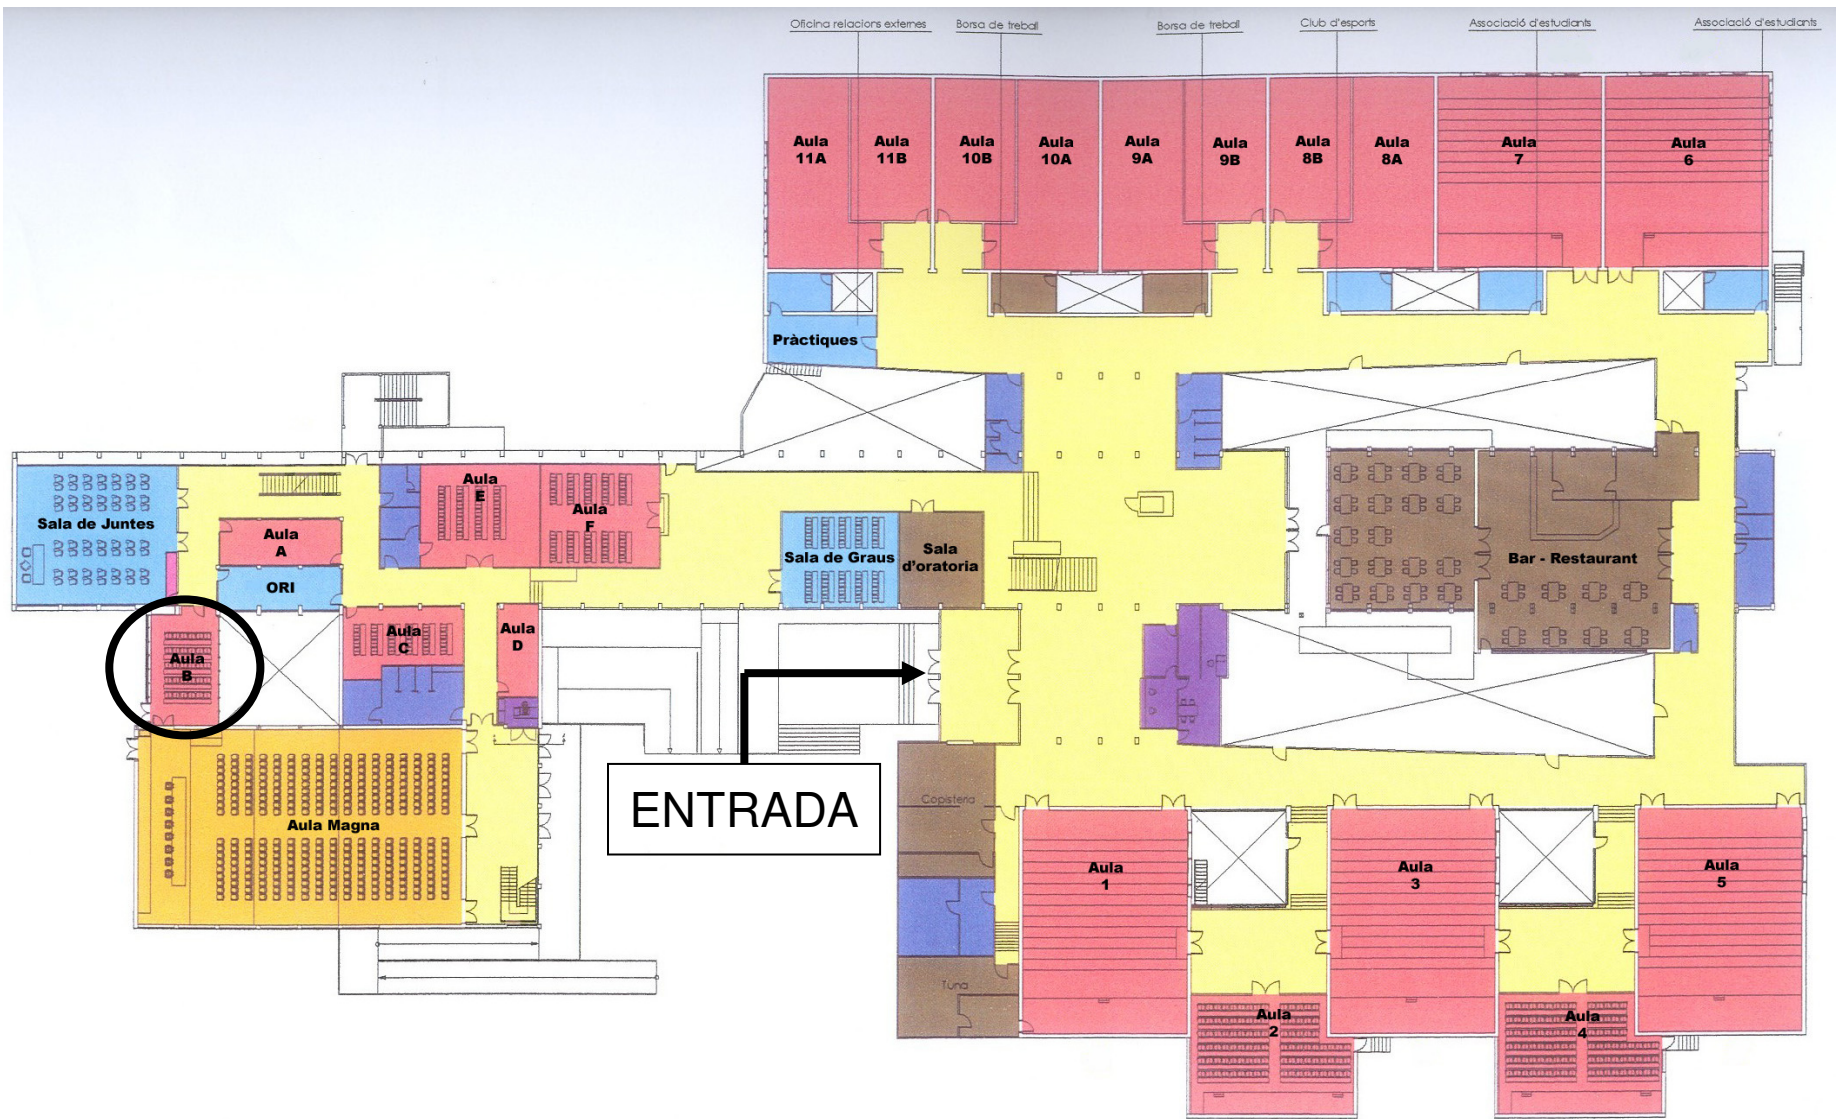 Oficina relacions externes
Borsa de treball
Borsa de treball
Club d'esports
Associació d'estudiants
Associació d'estudiants
Aula
11A
Aula
11B
Aula
10B
Aula
10A
Aula
9A
Aula
9B
Aula
8B
Aula
8A
Aula
7
Aula
6
Pràctiques
Sala de Juntes
Aula
A
ORI
Aula
E
Aula
F
Sala de Graus
Sala
d'oratoria
Bar - Restaurant
Aula
B
Aula
C
Aula
D
ENTRADA
Aula Magna
Copisteria
Tuna
Aula
1
Aula
3
Aula
5
Aula
2
Aula
4